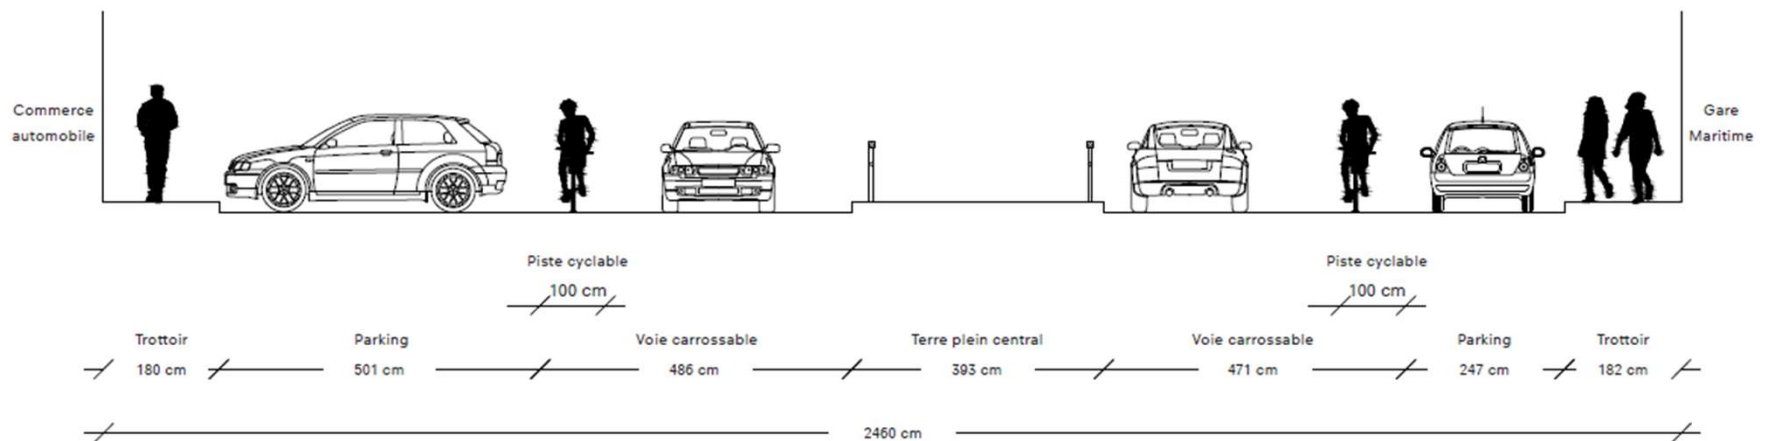 Commerce
automobile
Gare
Maritime
Piste cyclable
100 cm
Piste cyclable
100 cm
Trottoir
180 cm
Parking
501 cm
Voie carrossable
486 cm
Terre plein central
393 cm
Voie carrossable
471 cm
Parking
247 cm
Trottoir
182 cm
2460 cm